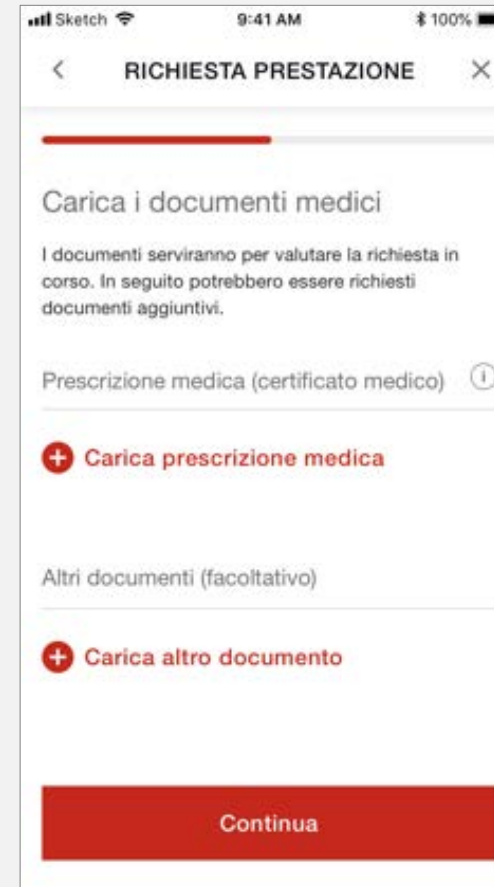 Sketch 9:41 AM 100%
RICHIESTA PRESTAZIONE
Carica i documenti medici
I documenti serviranno per valutare la richiesta in
corso. In seguito potrebbero essere richiesti
documenti aggiuntivi.
Prescrizione medica (certificato medico) i
Carica prescrizione medica
Altri documenti (facoltativo)
Carica altro documento
Continua